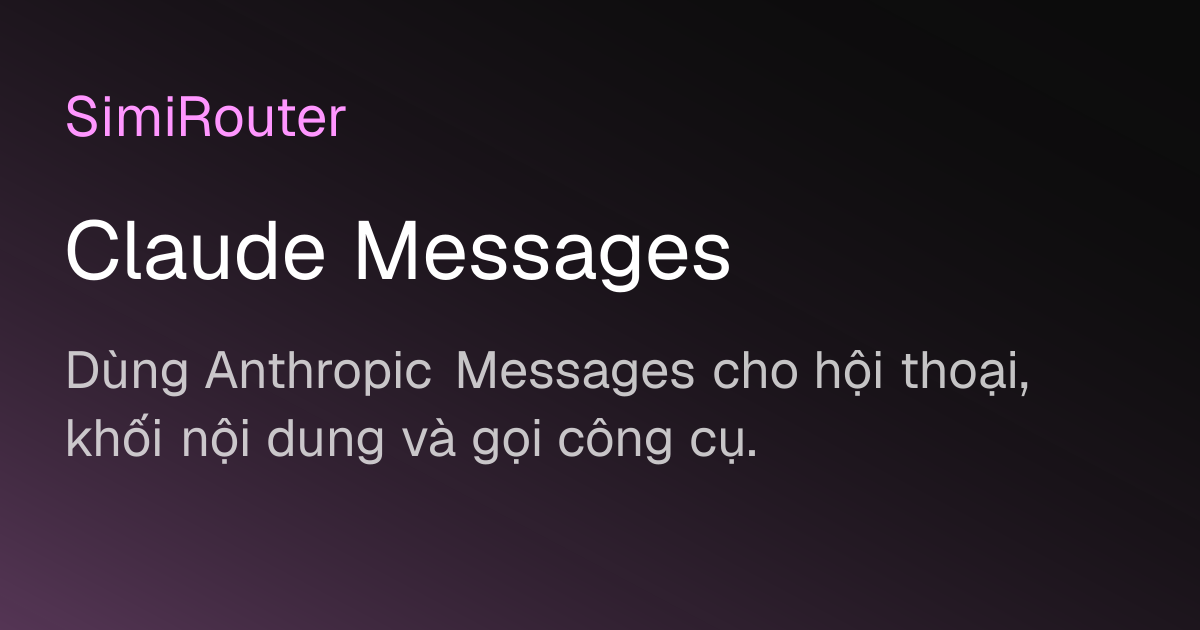 SimiRouter
Claude Messages
Dùng Anthropic Messages cho hội thoại,
khối nội dung và gọi công cụ.